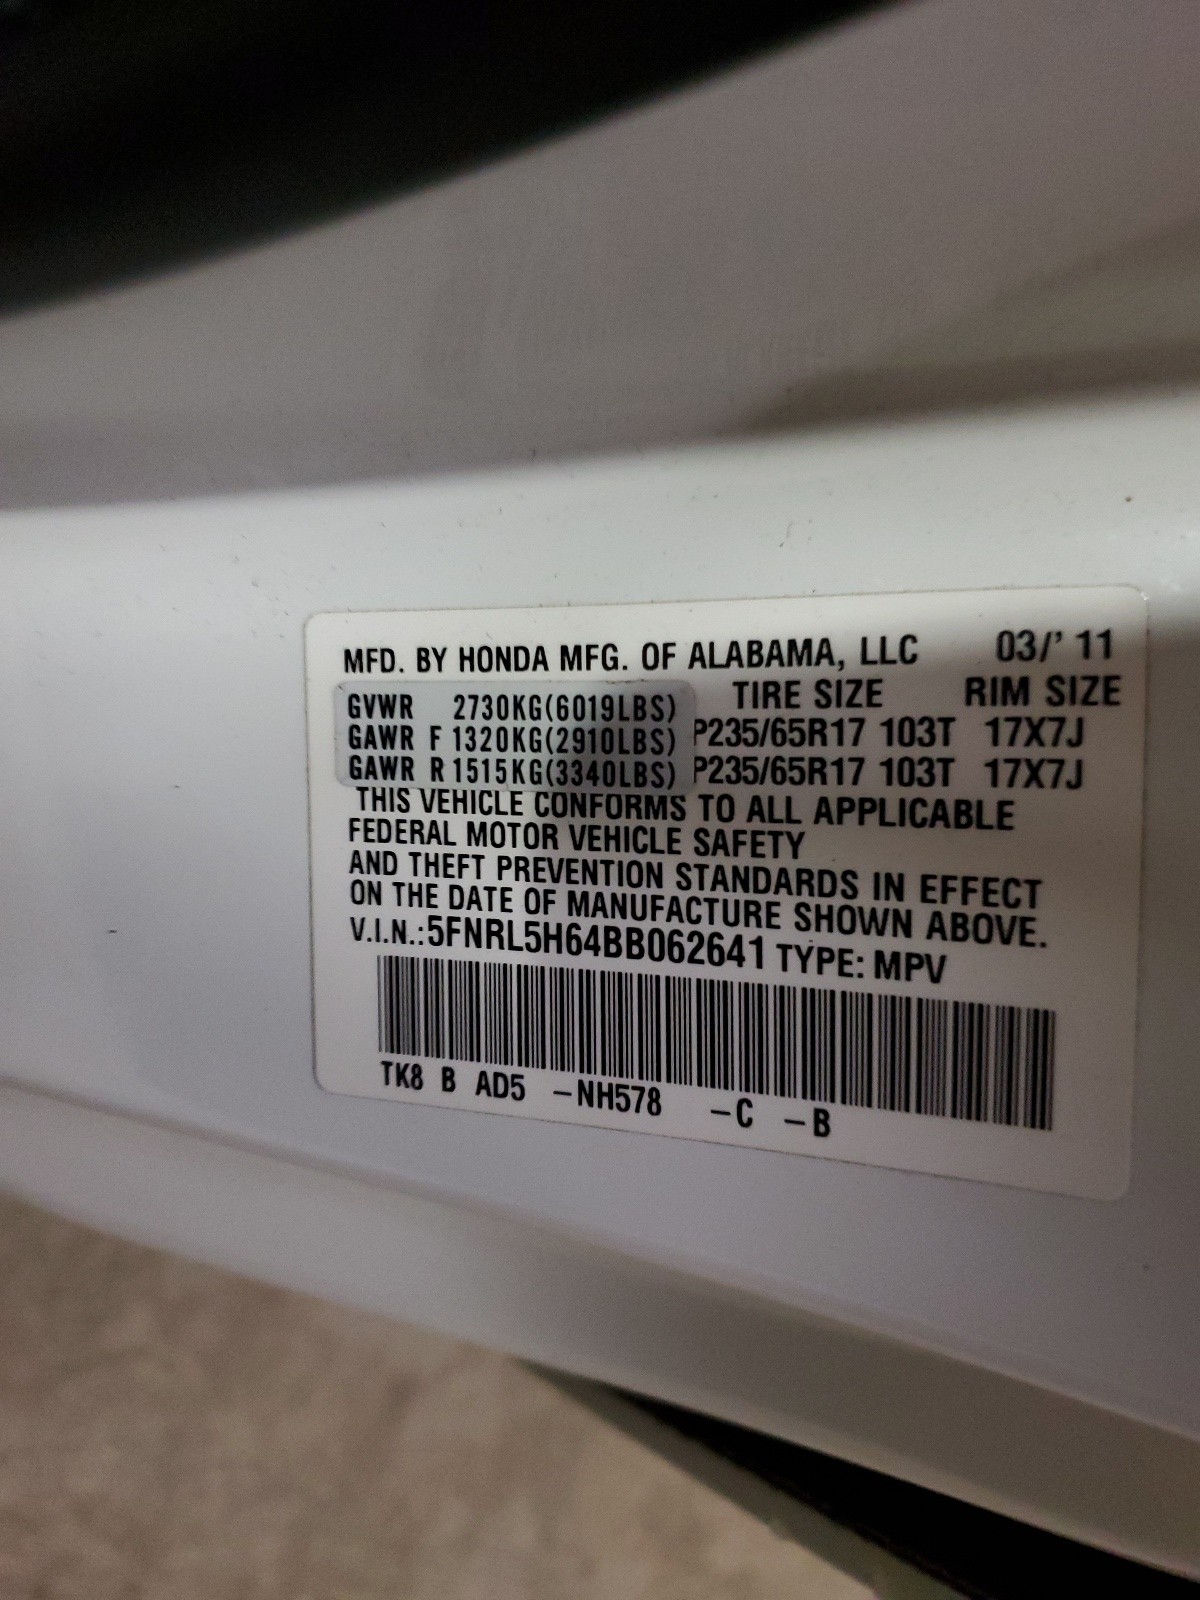 MFD. BY HONDA MFG. OF ALABAMA, LLC 03/' 11
TIRE SIZE RIM SIZE
GVWR 2730KG(6019LBS)
GAWR F 1320KG(2910LBS) P235/65R17 103T 17X7J
GAWR R 1515KG(3340LBS) P235/65R17 103T 17X7J
THIS VEHICLE CONFORMS TO ALL APPLICABLE
FEDERAL MOTOR VEHICLE SAFETY
AND THEFT PREVENTION STANDARDS IN EFFECT
ON THE DATE OF MANUFACTURE SHOWN ABOVE.
V.I.N.: 5FNRL5H64BB062641 TYPE: MPV
TK8 B AD5 –NH578 –C –B